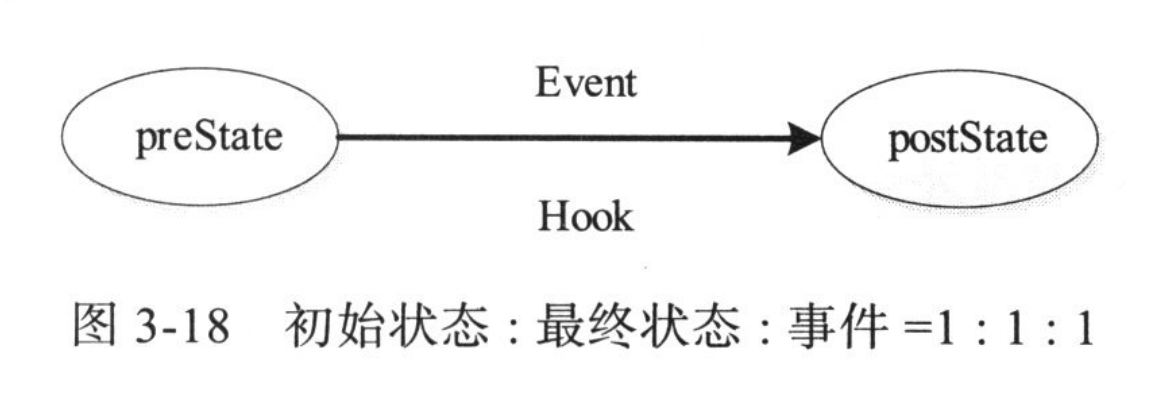 Event
preState
postState
Hook
图 3-18 初始状态 : 最终状态 : 事件 =1 : 1 : 1